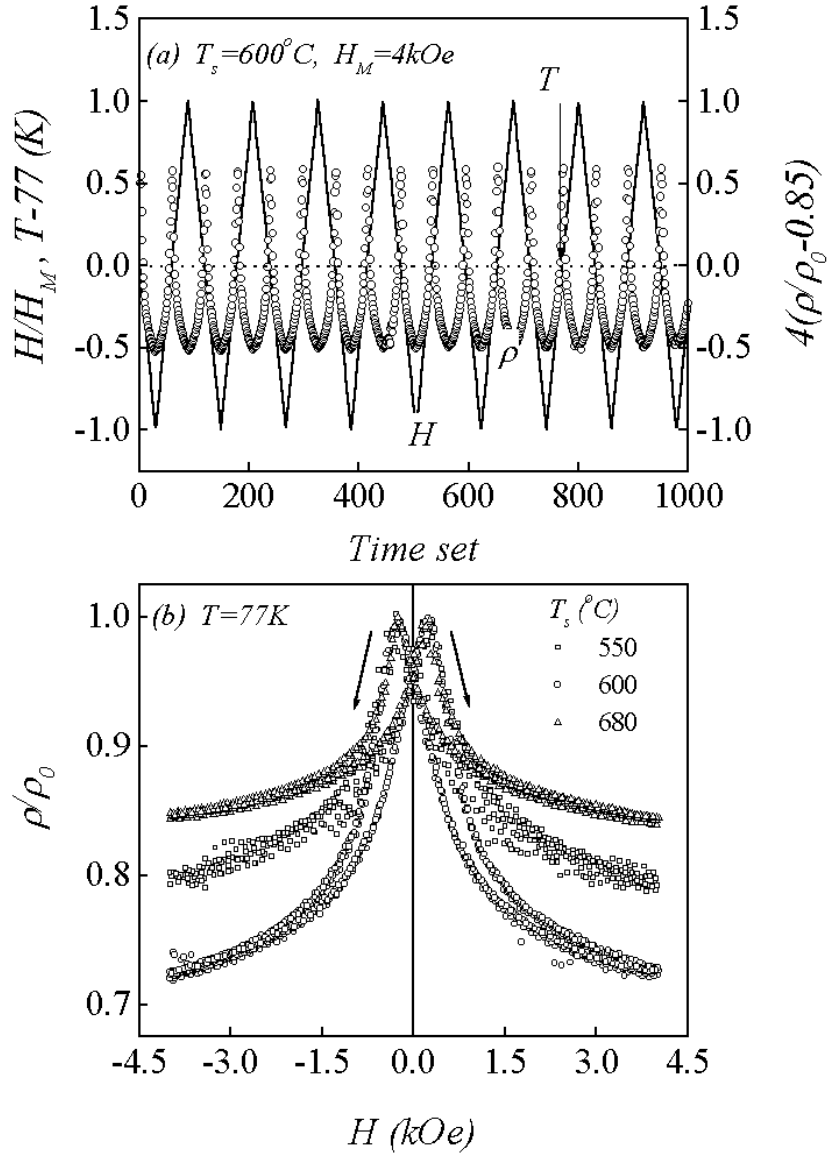 (a) T_s=600°C, H_M=4kOe
H/H_M, T-77 (K)
4(ρ/ρ_0-0.85)
1.5
1.0
0.5
0.0
-0.5
-1.0
1.5
1.0
0.5
0.0
-0.5
-1.0
T
ρ
H
0 200 400 600 800 1000
Time set
(b) T=77K
T_s (°C)
550
600
680
ρ/ρ_0
1.0
0.9
0.8
0.7
-4.5 -3.0 -1.5 0.0 1.5 3.0 4.5
H (kOe)